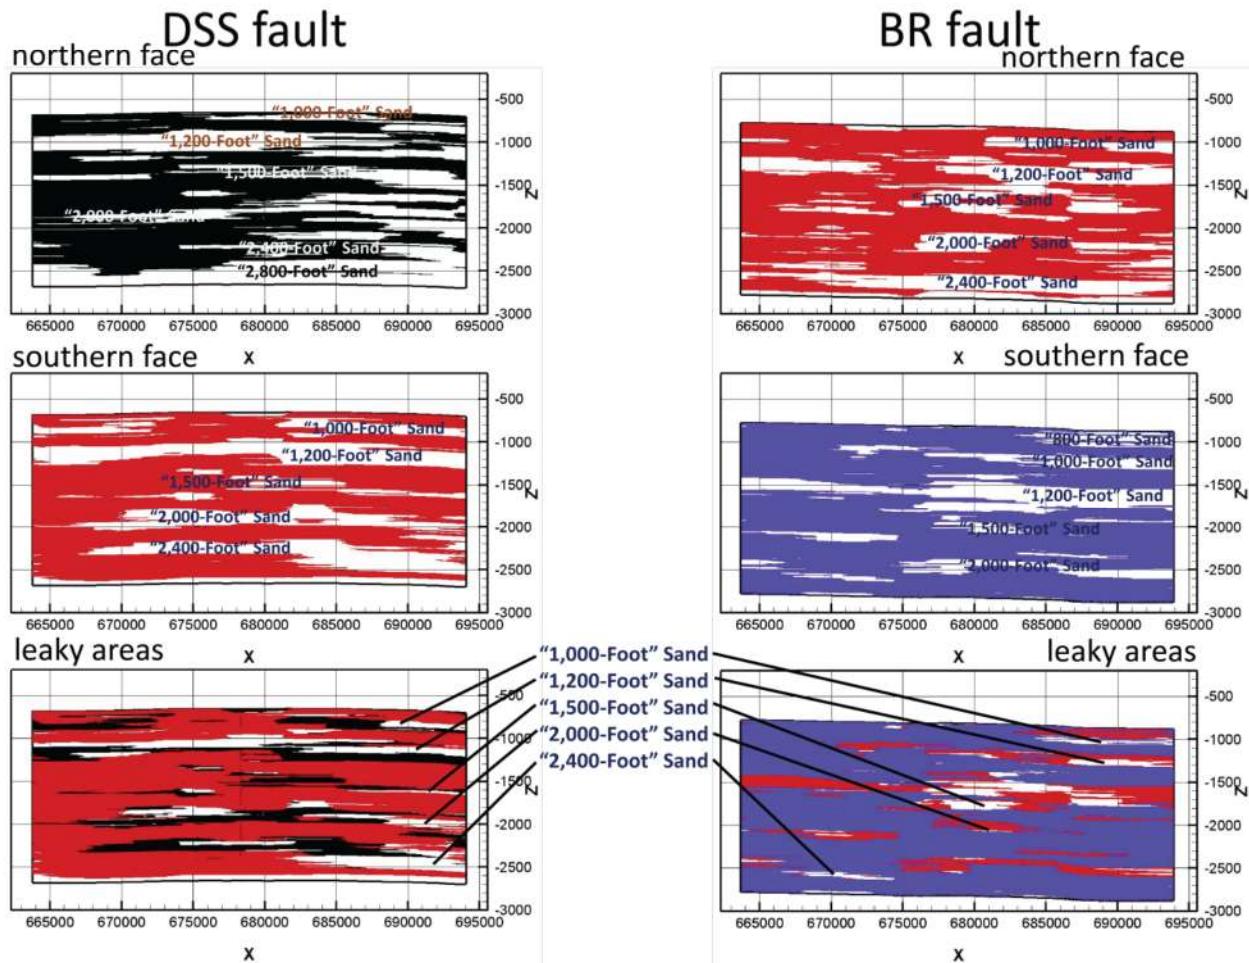 DSS fault
BR fault
northern face
northern face
-500
-1000
-1500
-2000
-2500
-3000
Z
"1,000-Foot" Sand
"1,200-Foot" Sand
"1,500-Foot" Sand
"2,000-Foot" Sand
"2,400-Foot" Sand
"2,800-Foot" Sand
665000 670000 675000 680000 685000 690000 695000
X
-500
-1000
-1500
-2000
-2500
-3000
Z
"1,000-Foot" Sand
"1,200-Foot" Sand
"1,500-Foot" Sand
"2,000-Foot" Sand
"2,400-Foot" Sand
665000 670000 675000 680000 685000 690000 695000
X
southern face
southern face
-500
-1000
-1500
-2000
-2500
-3000
Z
"1,000-Foot" Sand
"1,200-Foot" Sand
"1,500-Foot" Sand
"2,000-Foot" Sand
"2,400-Foot" Sand
665000 670000 675000 680000 685000 690000 695000
X
-500
-1000
-1500
-2000
-2500
-3000
Z
"800-Foot" Sand
"1,000-Foot" Sand
"1,200-Foot" Sand
"1,500-Foot" Sand
"2,000-Foot" Sand
665000 670000 675000 680000 685000 690000 695000
X
leaky areas
leaky areas
"1,000-Foot" Sand
"1,200-Foot" Sand
"1,500-Foot" Sand
"2,000-Foot" Sand
"2,400-Foot" Sand
-500
-1000
-1500
-2000
-2500
-3000
Z
665000 670000 675000 680000 685000 690000 695000
X
-500
-1000
-1500
-2000
-2500
-3000
Z
665000 670000 675000 680000 685000 690000 695000
X